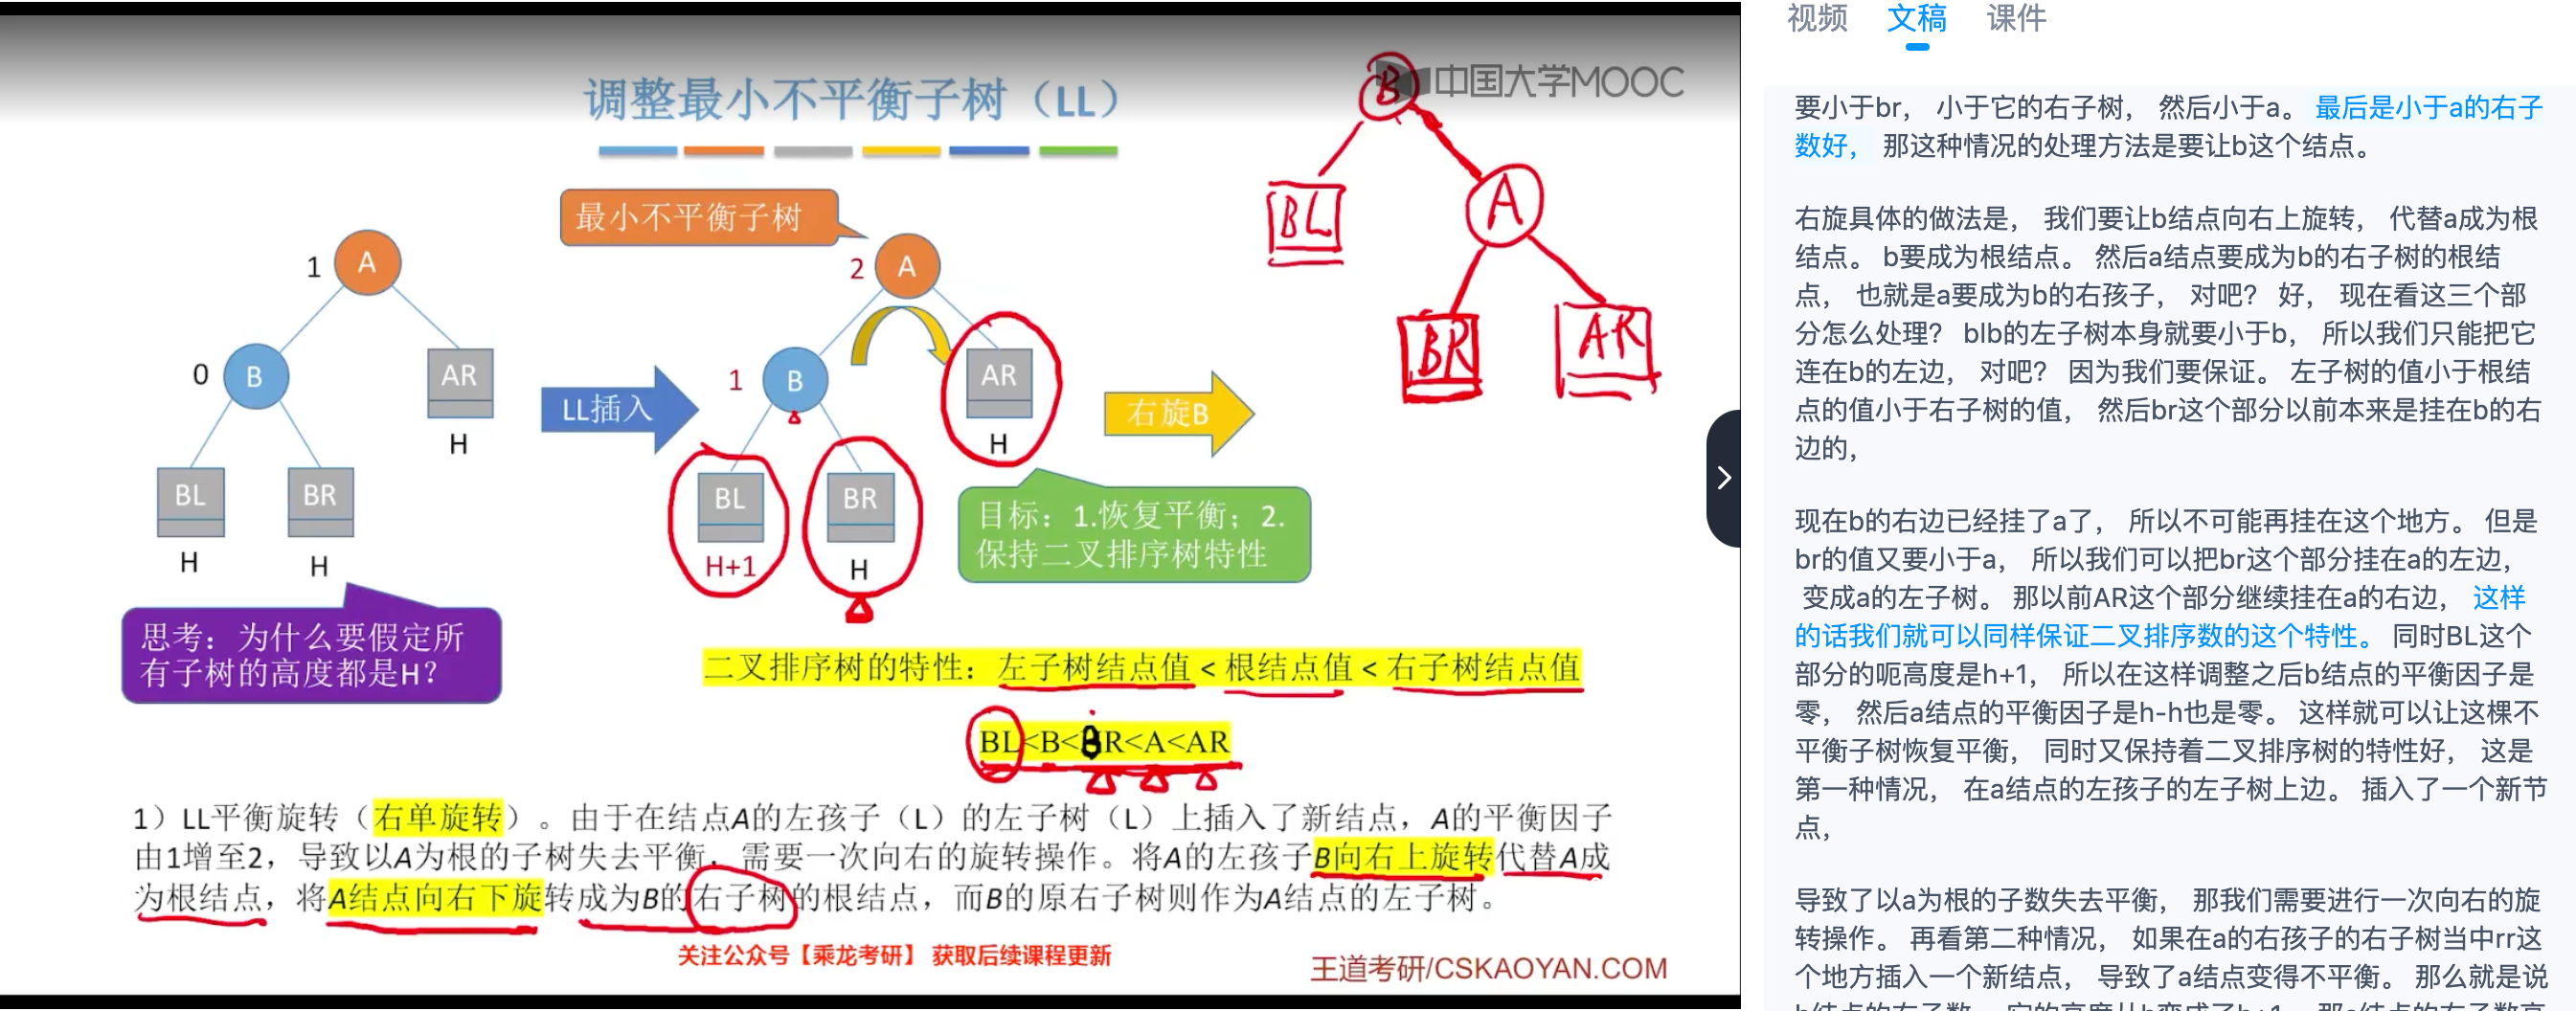 中国大学MOOC
调整最小不平衡子树（LL）
最小不平衡子树
1 A
0 B
AR
H
BL
BR
H
H
LL插入
2 A
1 B
AR
H
BL
BR
H+1
H
右旋B
B
BL
A
BR
AR
目标：1.恢复平衡；2.
保持二叉排序树特性
思考：为什么要假定所
有子树的高度都是H？
二叉排序树的特性：左子树结点值 < 根结点值 < 右子树结点值
BL<B<BR<A<AR
1）LL平衡旋转（右单旋转）。由于在结点A的左孩子（L）的左子树（L）上插入了新结点，A的平衡因子
由1增至2，导致以A为根的子树失去平衡，需要一次向右的旋转操作。将A的左孩子B向右上旋转代替A成
为根结点，将A结点向右下旋转成为B的右子树的根结点，而B的原右子树则作为A结点的左子树。
关注公众号【乘龙考研】 获取后续课程更新
王道考研/CSKAOYAN.COM
视频 文稿 课件
要小于br， 小于它的右子树， 然后小于a。 最后是小于a的右子
数好， 那这种情况的处理方法是要让b这个结点。
右旋具体的做法是， 我们要让b结点向右上旋转， 代替a成为根
结点。 b要成为根结点。 然后a结点要成为b的右子树的根结
点， 也就是a要成为b的右孩子， 对吧？ 好， 现在看这三个部
分怎么处理？ blb的左子树本身就要小于b， 所以我们只能把它
连在b的左边， 对吧？ 因为我们要保证。 左子树的值小于根结
点的值小于右子树的值， 然后br这个部分以前本来是挂在b的右
边的，
现在b的右边已经挂了a了， 所以不可能再挂在这个地方。 但是
br的值又要小于a， 所以我们可以把br这个部分挂在a的左边，
变成a的左子树。 那以前AR这个部分继续挂在a的右边， 这样
的话我们就可以同样保证二叉排序数的这个特性。 同时BL这个
部分的呃高度是h+1， 所以在这样调整之后b结点的平衡因子是
零， 然后a结点的平衡因子是h-h也是零。 这样就可以让这棵不
平衡子树恢复平衡， 同时又保持着二叉排序树的特性好， 这是
第一种情况， 在a结点的左孩子的左子树上边。 插入了一个新节
点，
导致了以a为根的子数失去平衡， 那我们需要进行一次向右的旋
转操作。 再看第二种情况， 如果在a的右孩子的右子树当中rr这
个地方插入一个新结点， 导致了a结点变得不平衡。 那么就是说